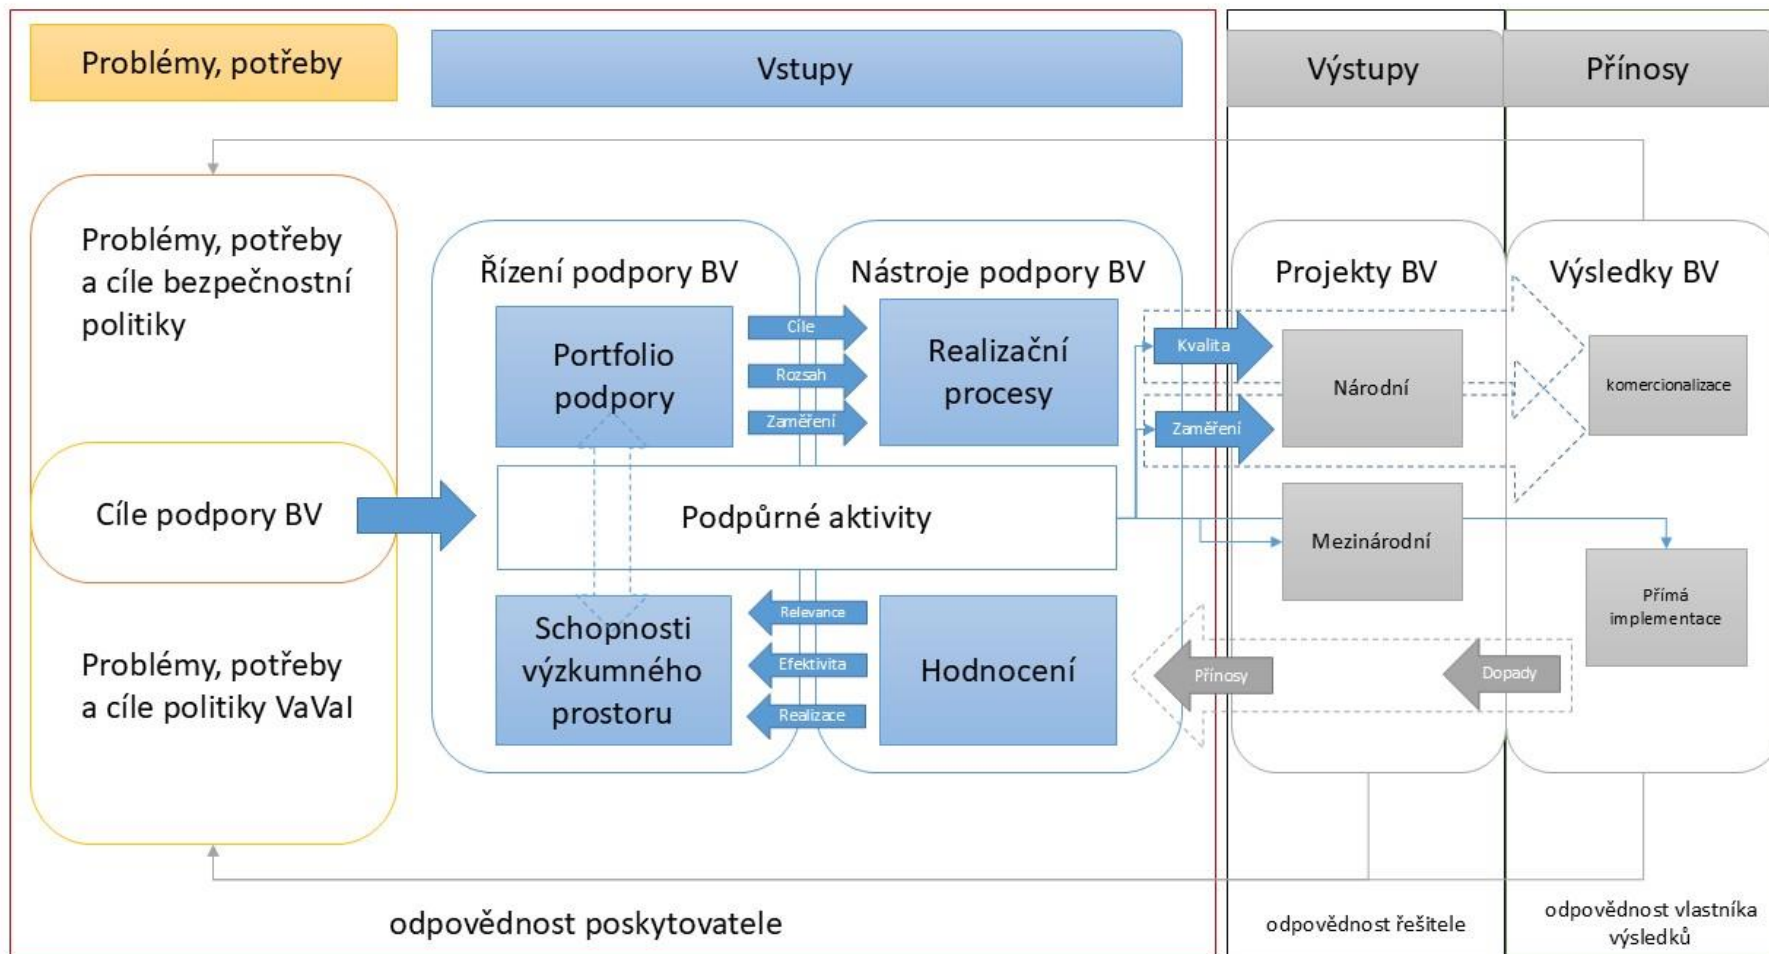 Problémy, potřeby
Vstupy
Výstupy
Přínosy
Problémy, potřeby
a cíle bezpečnostní
politiky
Cíle podpory BV
Problémy, potřeby
a cíle politiky VaVaI
Řízení podpory BV
Nástroje podpory BV
Projekty BV
Výsledky BV
Portfolio
podpory
Cíle
Rozsah
Zaměření
Realizační
procesy
Kvalita
Zaměření
Národní
komercionalizace
Podpůrné aktivity
Mezinárodní
Přímá
implementace
Schopnosti
výzkumného
prostoru
Relevance
Efektivita
Realizace
Hodnocení
Přínosy
Dopady
odpovědnost poskytovatele
odpovědnost řešitele
odpovědnost vlastníka
výsledků